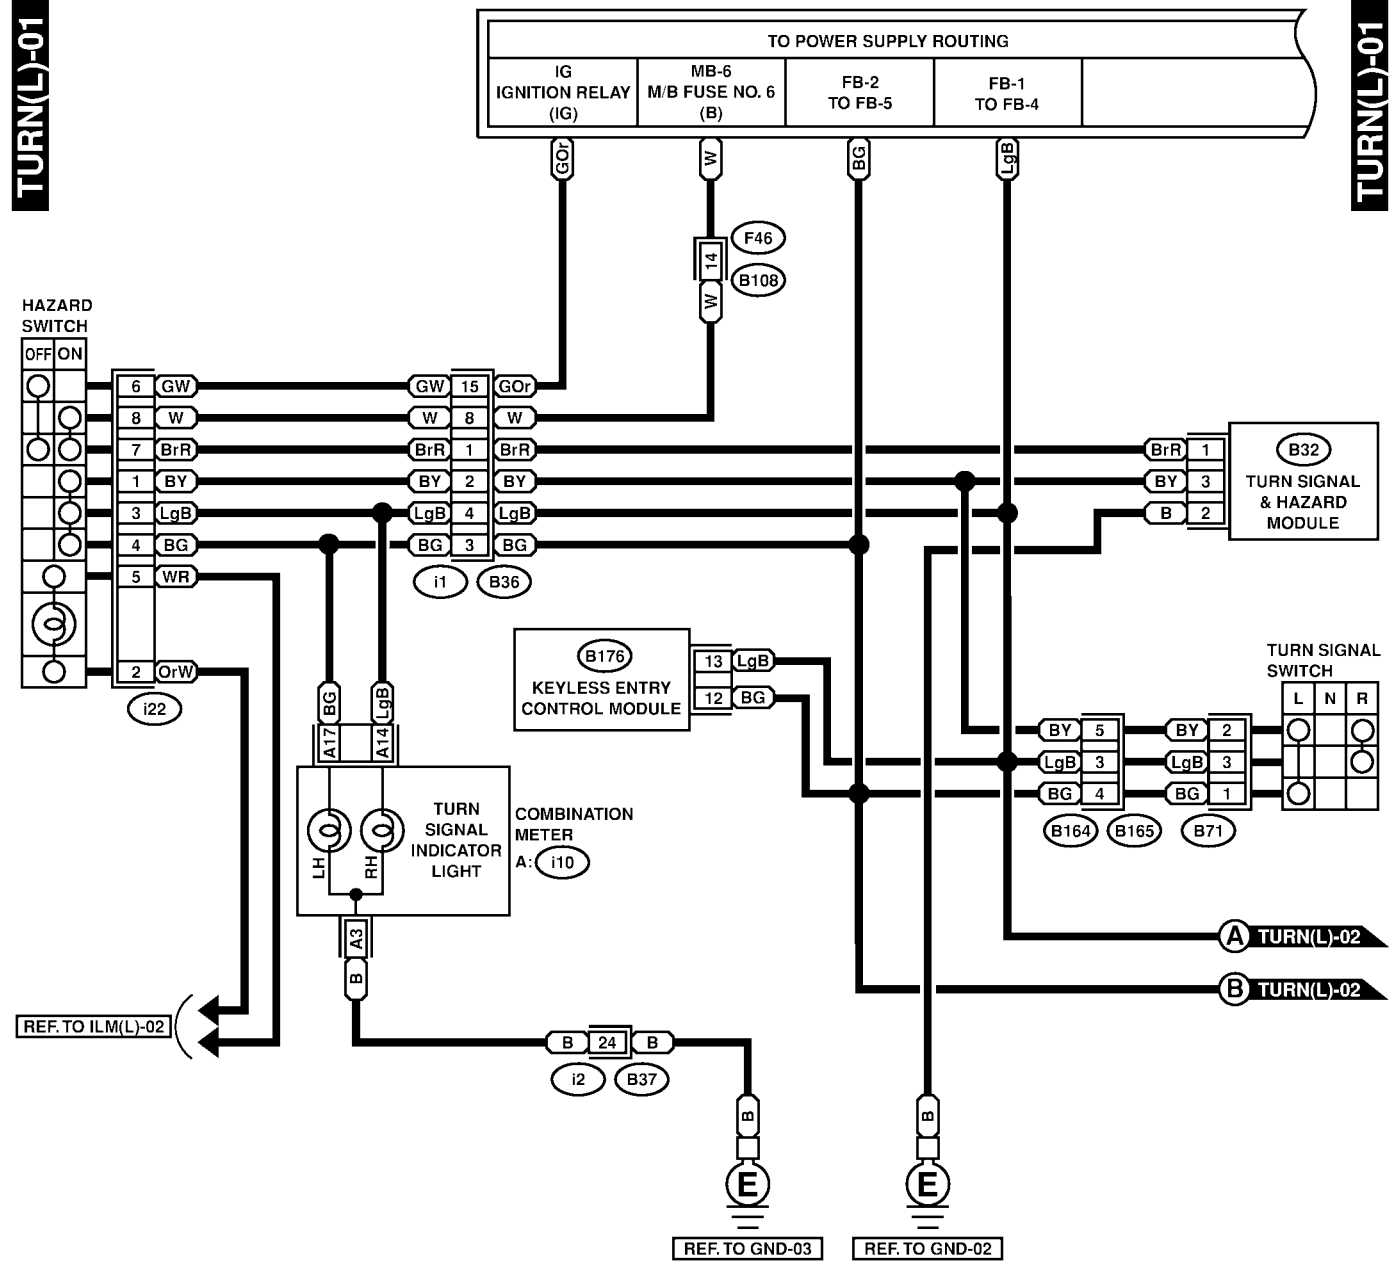 TURN(L)-01
TURN(L)-01
TO POWER SUPPLY ROUTING
IG
IGNITION RELAY
(IG)
MB-6
M/B FUSE NO. 6
(B)
FB-2
TO FB-5
FB-1
TO FB-4
GOr
W
BG
LgB
14
F46
B108
W
HAZARD
SWITCH
OFF ON
6 GW GW 15 GOr
8 W W 8 W
7 BrR BrR 1 BrR BrR 1
1 BY BY 2 BY BY 3
3 LgB LgB 4 LgB B 2
4 BG BG 3 BG
5 WR
2 OrW
i22
i1
B36
B32
TURN SIGNAL
& HAZARD
MODULE
B176
KEYLESS ENTRY
CONTROL MODULE
13 LgB
12 BG
TURN SIGNAL
SWITCH
L N R
BY 5 BY 2
LgB 3 LgB 3
BG 4 BG 1
B164
B165
B71
BG
LgB
A17
A14
LH
RH
TURN
SIGNAL
INDICATOR
LIGHT
COMBINATION
METER
A: i10
A3
B
A TURN(L)-02
B TURN(L)-02
REF. TO ILM(L)-02
B 24 B
i2
B37
B
B
E
E
REF. TO GND-03
REF. TO GND-02